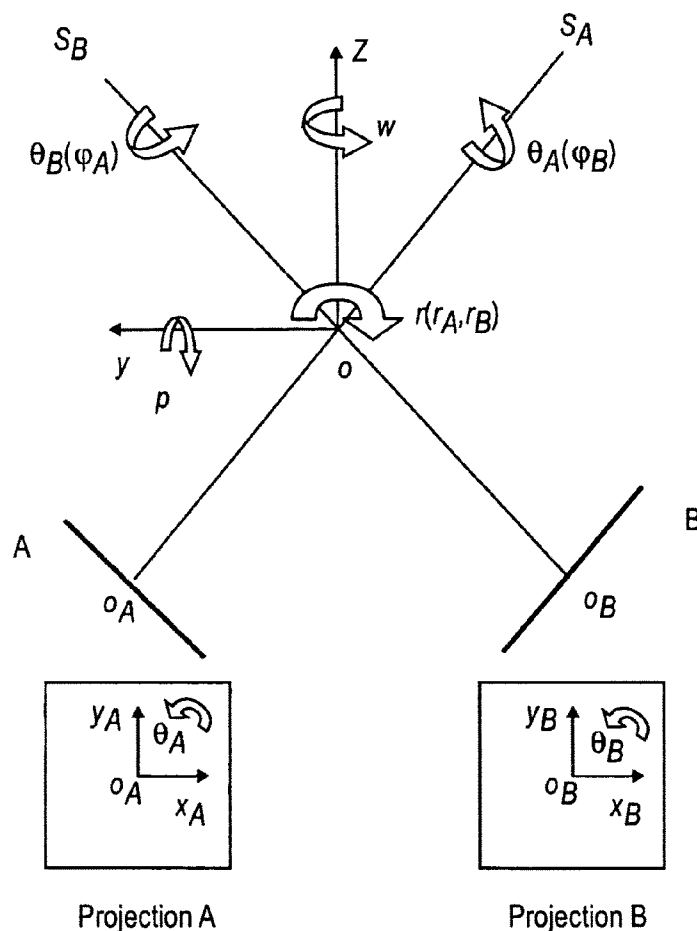 S_B
S_A
Z
w
θ_B(φ_A)
θ_A(φ_B)
r(r_A,r_B)
y
o
p
A
B
o_A
o_B
y_A
θ_A
o_A
x_A
y_B
θ_B
o_B
x_B
Projection A
Projection B